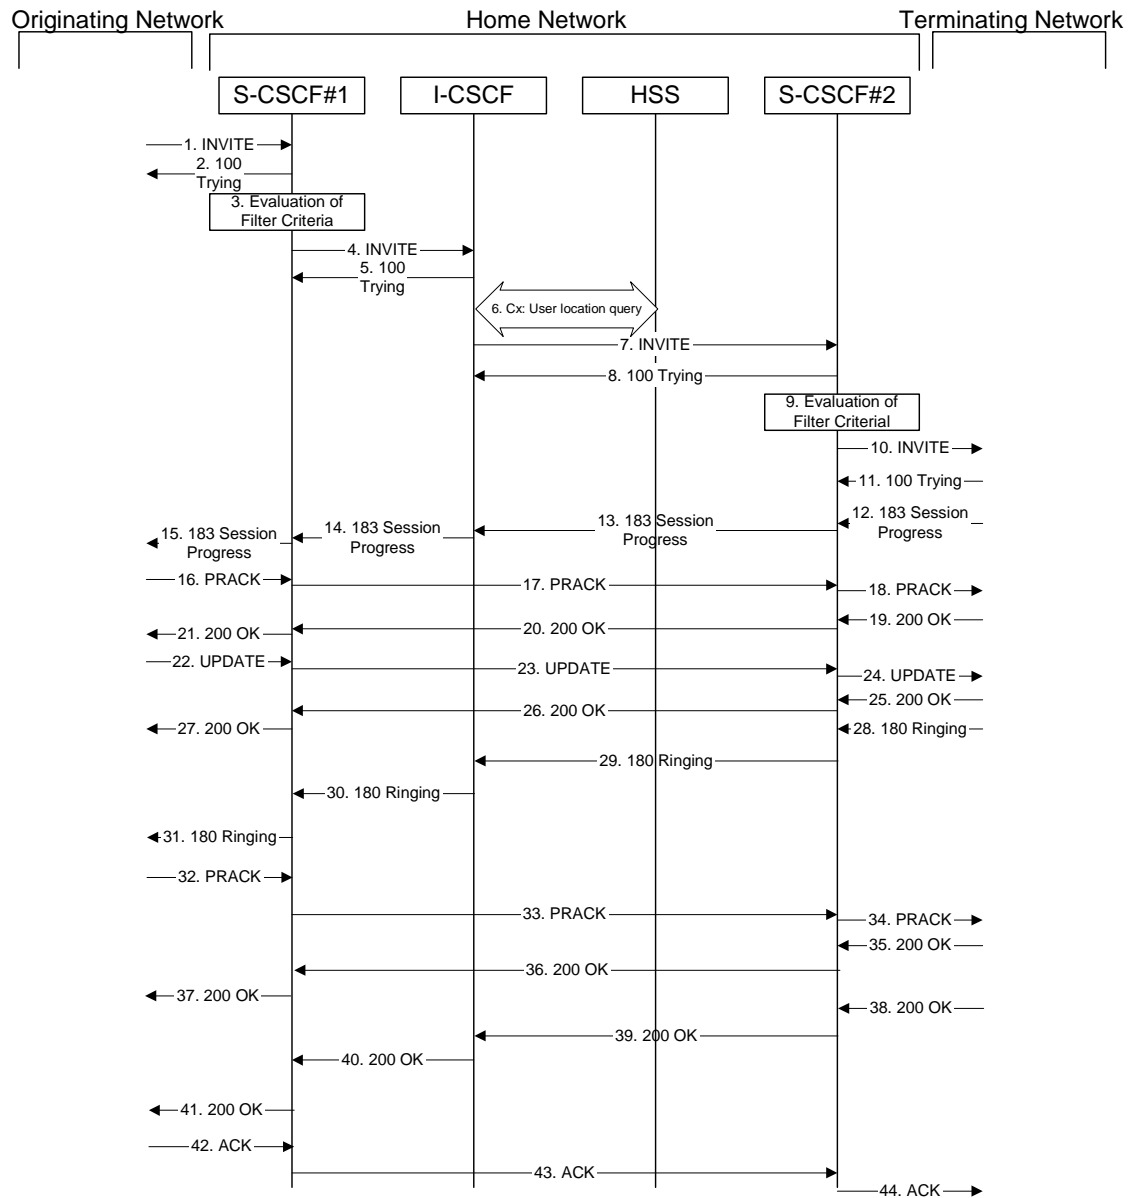 Originating Network
Home Network
Terminating Network
S-CSCF#1
I-CSCF
HSS
S-CSCF#2
1. INVITE
2. 100
Trying
3. Evaluation of
Filter Criteria
4. INVITE
5. 100
Trying
6. Cx: User location query
7. INVITE
8. 100 Trying
9. Evaluation of
Filter Criterial
10. INVITE
11. 100 Trying
12. 183 Session
Progress
13. 183 Session
Progress
14. 183 Session
Progress
15. 183 Session
Progress
16. PRACK
17. PRACK
18. PRACK
19. 200 OK
20. 200 OK
21. 200 OK
22. UPDATE
23. UPDATE
24. UPDATE
25. 200 OK
26. 200 OK
27. 200 OK
28. 180 Ringing
29. 180 Ringing
30. 180 Ringing
31. 180 Ringing
32. PRACK
33. PRACK
34. PRACK
35. 200 OK
36. 200 OK
37. 200 OK
38. 200 OK
39. 200 OK
40. 200 OK
41. 200 OK
42. ACK
43. ACK
44. ACK